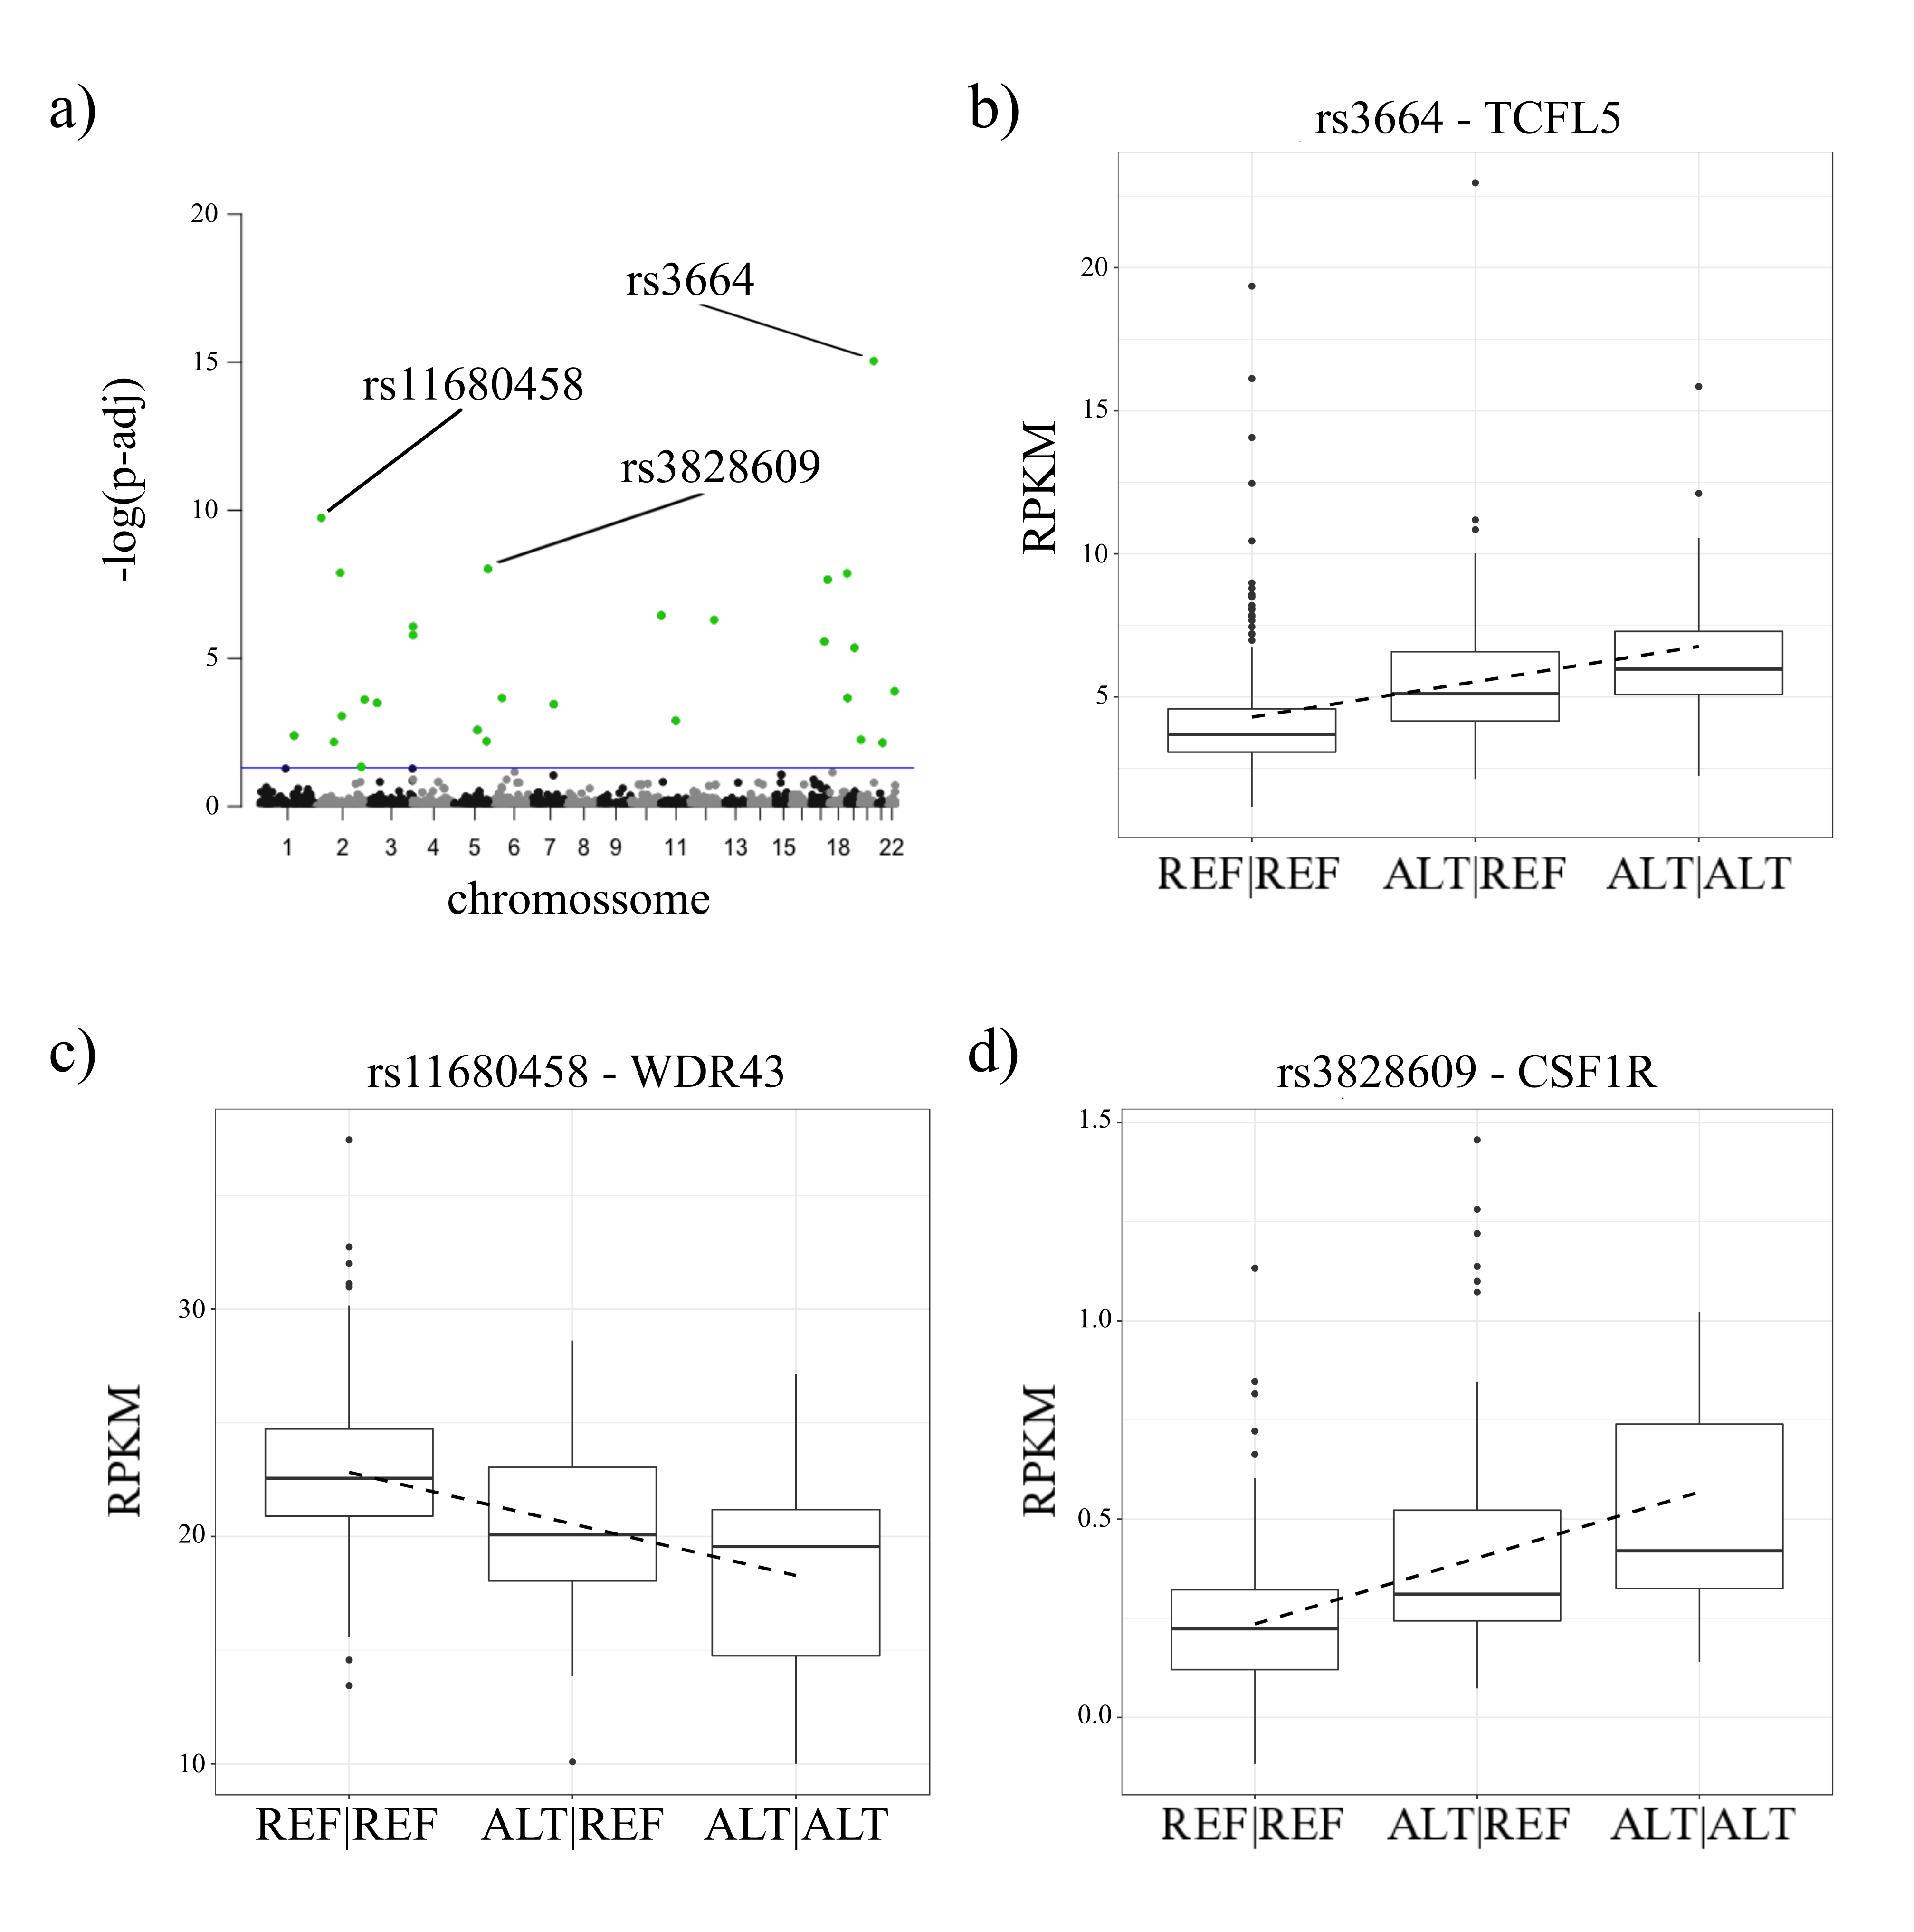 a)
20
15
10
5
0
-log(p-adj)
rs3664
rs11680458
rs3828609
1 2 3 4 5 6 7 8 9 11 13 15 18 22
chromossome
b)
rs3664 - TCFL5
20
15
10
5
RPKM
REF|REF ALT|REF ALT|ALT
c)
rs11680458 - WDR43
30
20
10
RPKM
REF|REF ALT|REF ALT|ALT
d)
rs3828609 - CSF1R
1.5
1.0
0.5
0.0
RPKM
REF|REF ALT|REF ALT|ALT